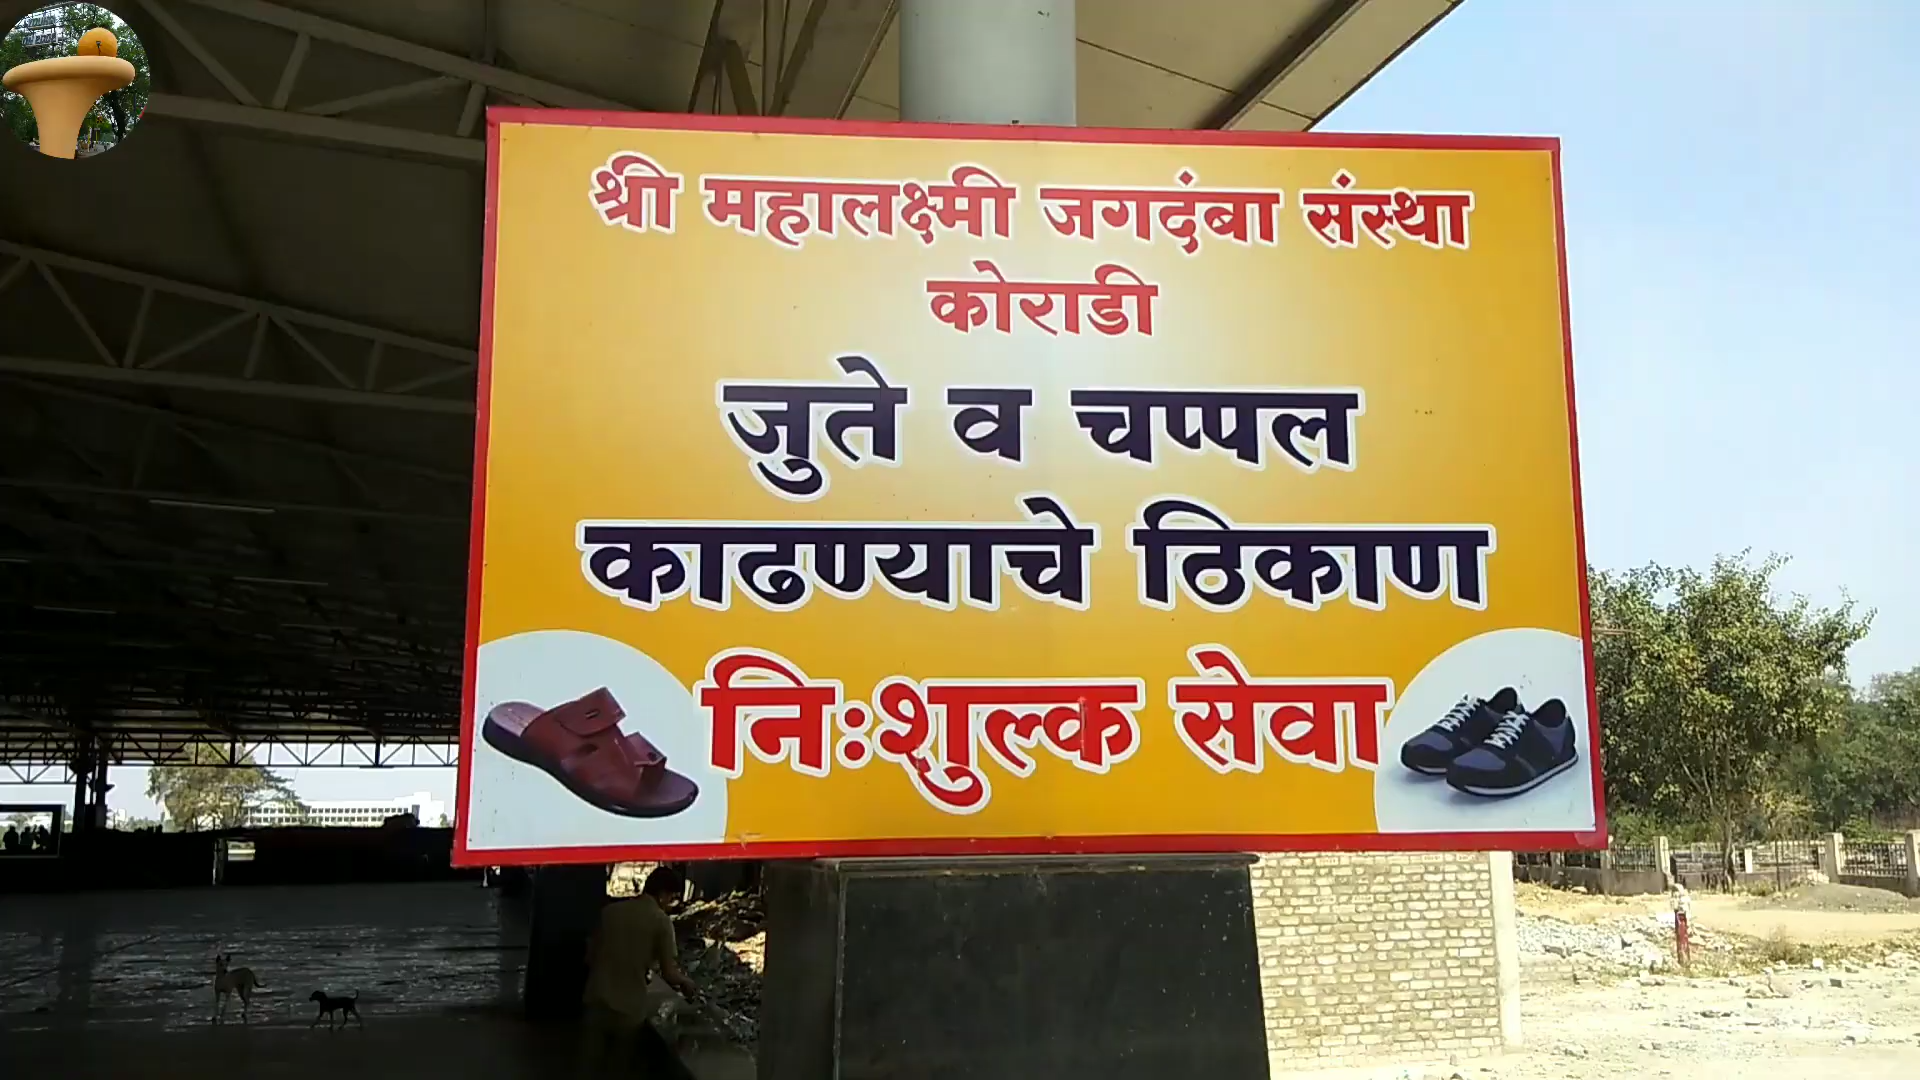 श्री महालक्ष्मी जगदंबा संस्था
कोराडी
जुते व चप्पल
काढण्याचे ठिकाण
निःशुल्क सेवा